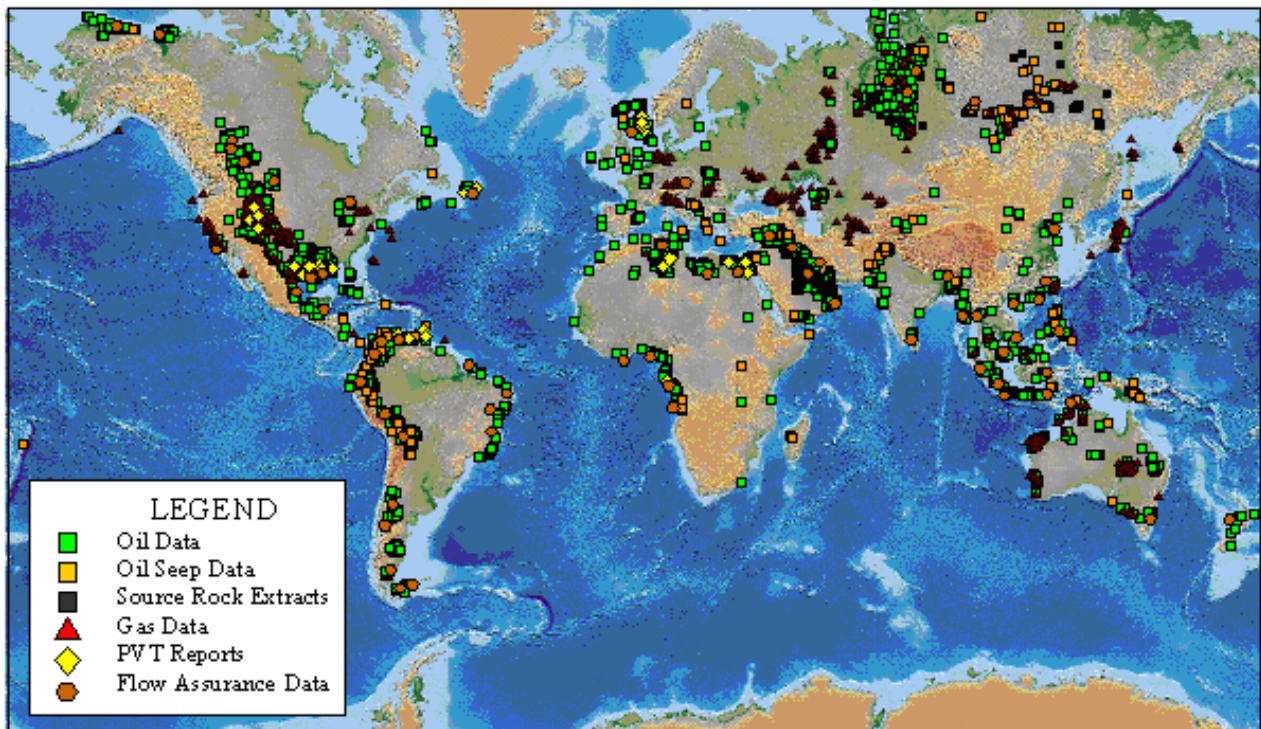 LEGEND
Oil Data
Oil Seep Data
Source Rock Extracts
Gas Data
PVT Reports
Flow Assurance Data